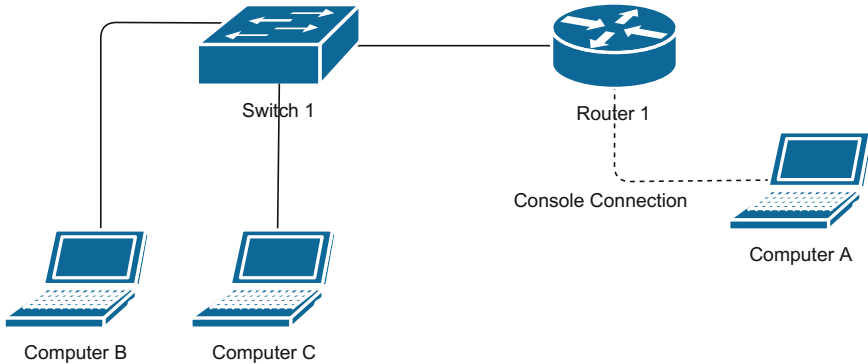 Switch 1
Router 1
Console Connection
Computer A
Computer B
Computer C